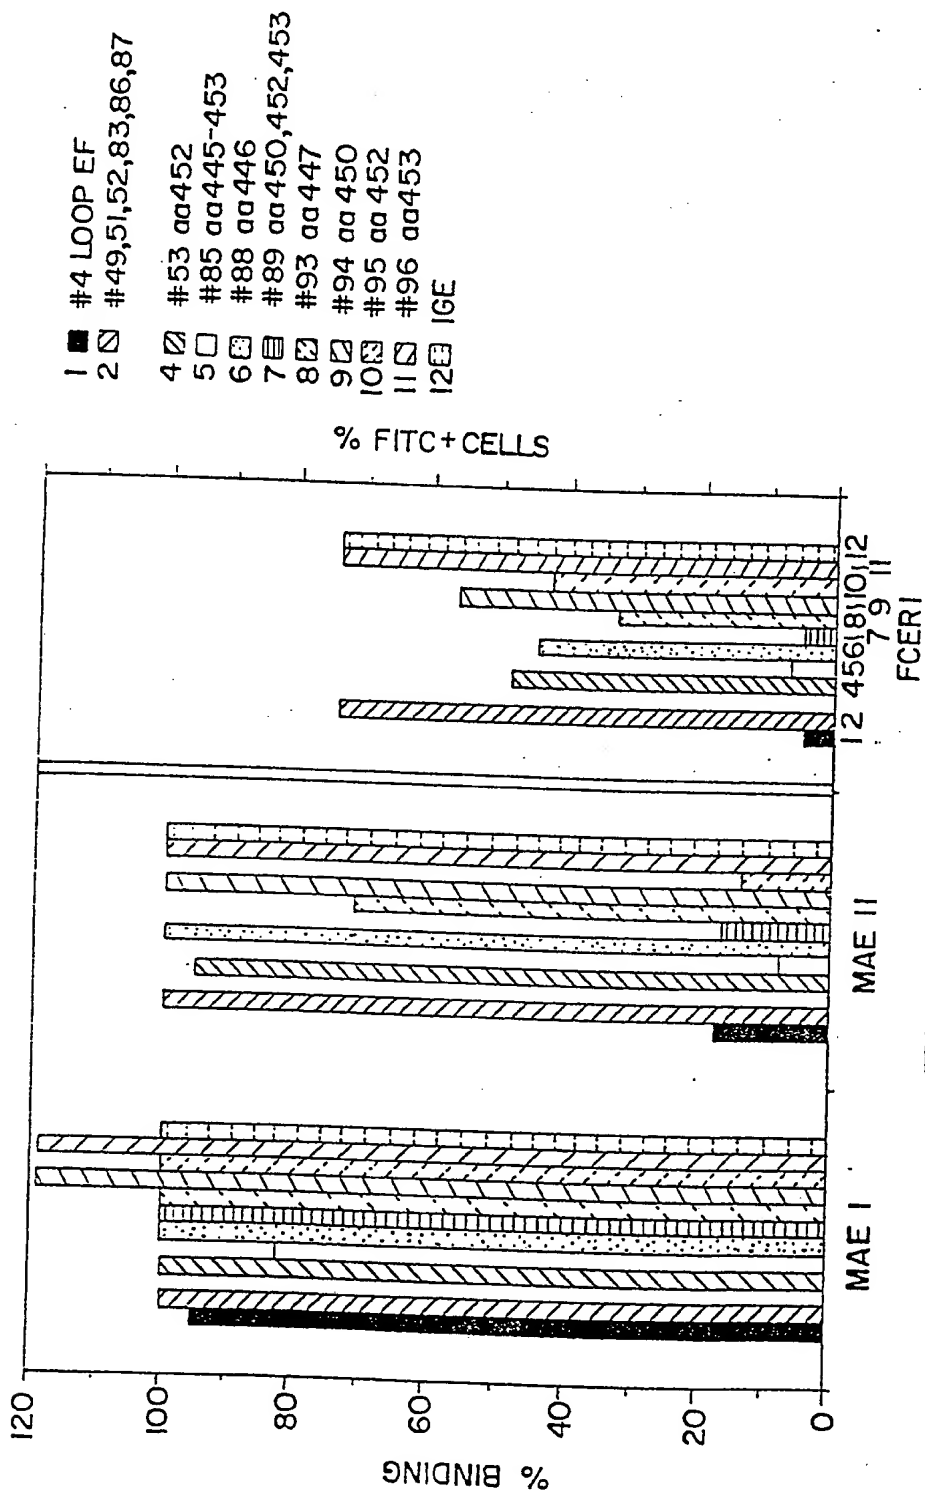 1 #4 LOOP EF
2 #49,51,52,83,86,87
4 #53 aa452
5 #85 aa445-453
6 #88 aa446
7 #89 aa450,452,453
8 #93 aa447
9 #94 aa450
10 #95 aa452
11 #96 aa453
12 IGE
% BINDING
120
100
80
60
40
20
0
% FITC+CELLS
MAE I
MAE II
1 2 4 5 6 7 8 9 10 11 12
FCERI